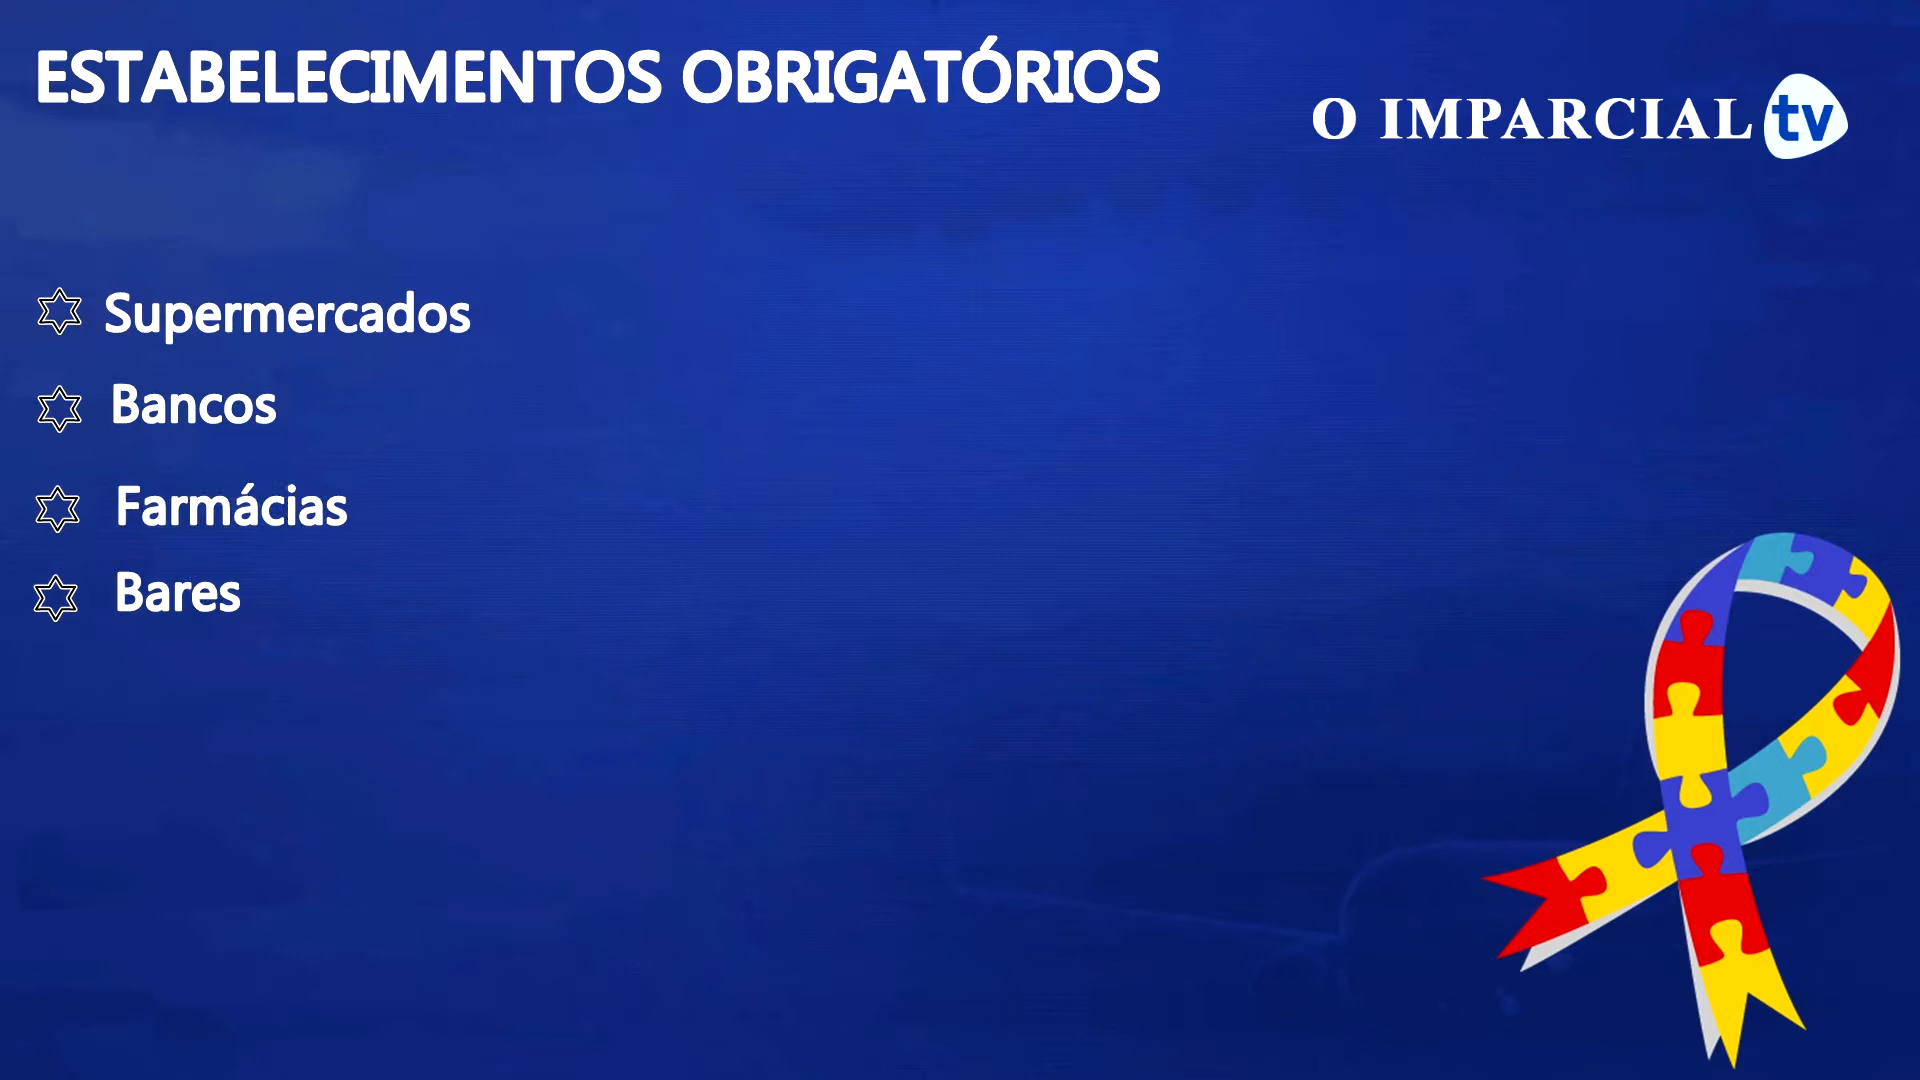 ESTABELECIMENTOS OBRIGATÓRIOS
O IMPARCIAL tv
Supermercados
Bancos
Farmácias
Bares